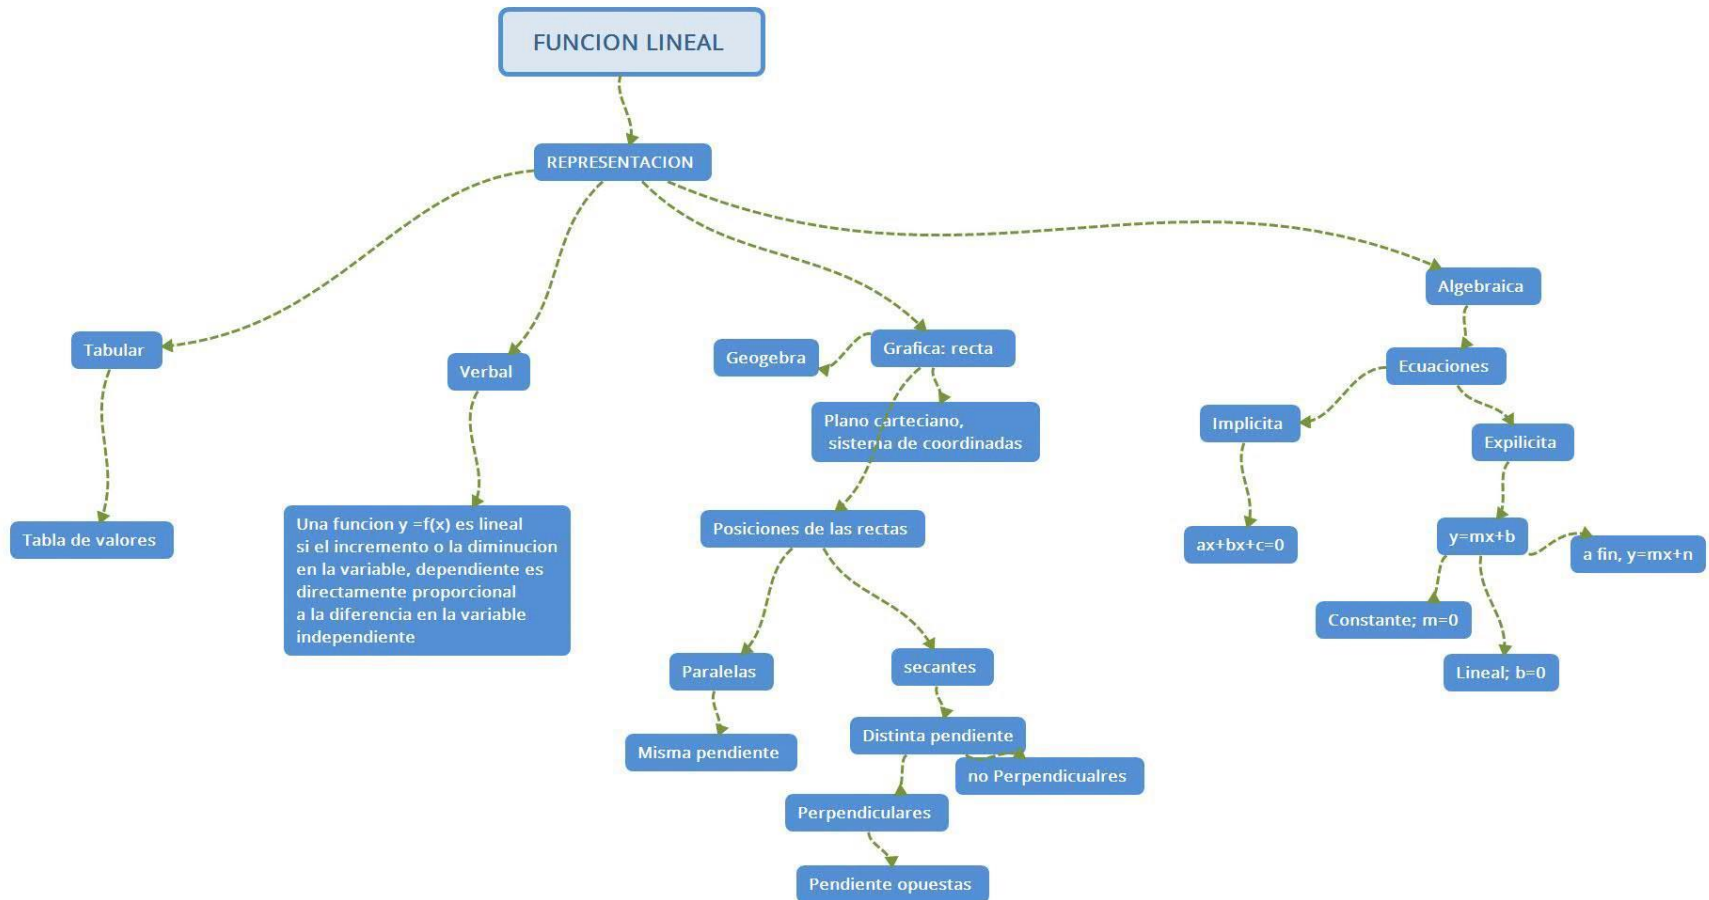 FUNCION LINEAL
REPRESENTACION
Algebraica
Tabular
Verbal
Geogebra
Grafica: recta
Ecuaciones
Plano carteciano,
sistema de coordinadas
Implicita
Expilicita
Tabla de valores
Una funcion y =f(x) es lineal
si el incremento o la diminucion
en la variable, dependiente es
directamente proporcional
a la diferencia en la variable
independiente
Posiciones de las rectas
ax+bx+c=0
y=mx+b
a fin, y=mx+n
Constante; m=0
Lineal; b=0
Paralelas
secantes
Misma pendiente
Distinta pendiente
no Perpendicualres
Perpendiculares
Pendiente opuestas